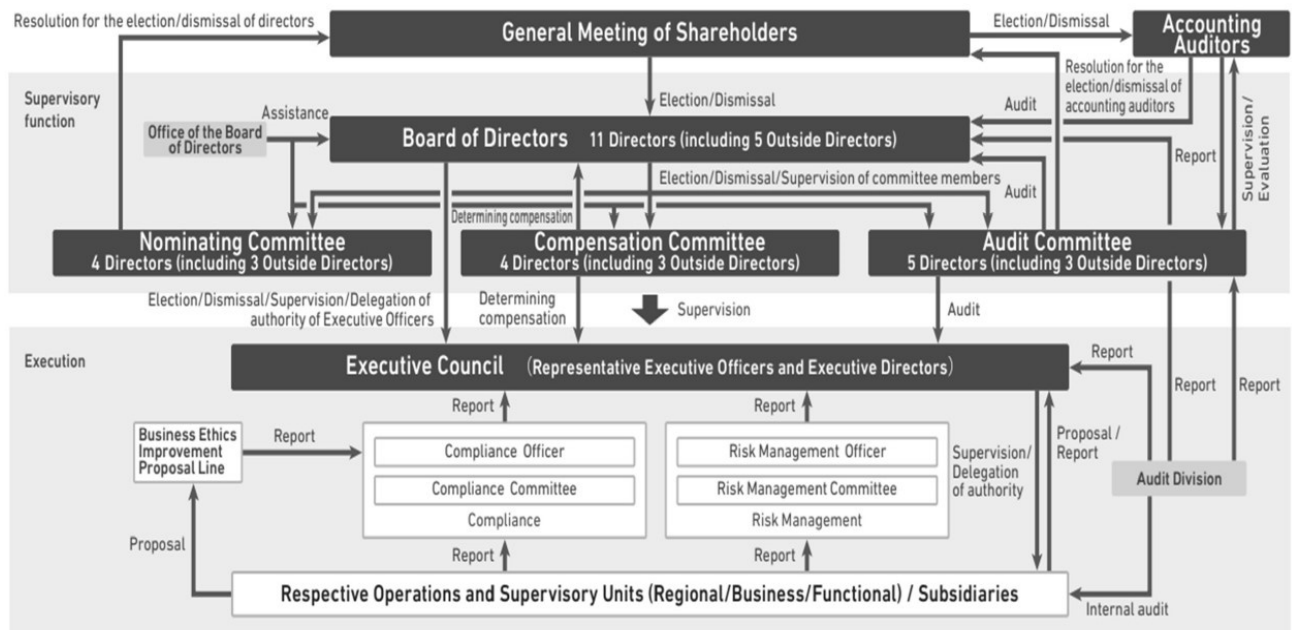 Resolution for the election/dismissal of directors
General Meeting of Shareholders
Election/Dismissal
Accounting
Auditors
Supervisory
function
Election/Dismissal
Resolution for the
election/dismissal of
accounting auditors
Audit
Supervision/
Evaluation
Assistance
Office of the Board
of Directors
Board of Directors 11 Directors (including 5 Outside Directors)
Report
Election/Dismissal/Supervision of committee members
Audit
Determining compensation
Nominating Committee
4 Directors (including 3 Outside Directors)
Compensation Committee
4 Directors (including 3 Outside Directors)
Audit Committee
5 Directors (including 3 Outside Directors)
Election/Dismissal/Supervision/Delegation of
authority of Executive Officers
Determining
compensation
Supervision
Audit
Execution
Executive Council (Representative Executive Officers and Executive Directors)
Report
Report
Report
Report
Report
Business Ethics
Improvement
Proposal Line
Report
Compliance Officer
Compliance Committee
Compliance
Risk Management Officer
Risk Management Committee
Risk Management
Supervision/
Delegation
of authority
Proposal /
Report
Audit Division
Proposal
Report
Report
Respective Operations and Supervisory Units (Regional/Business/Functional) / Subsidiaries
Internal audit